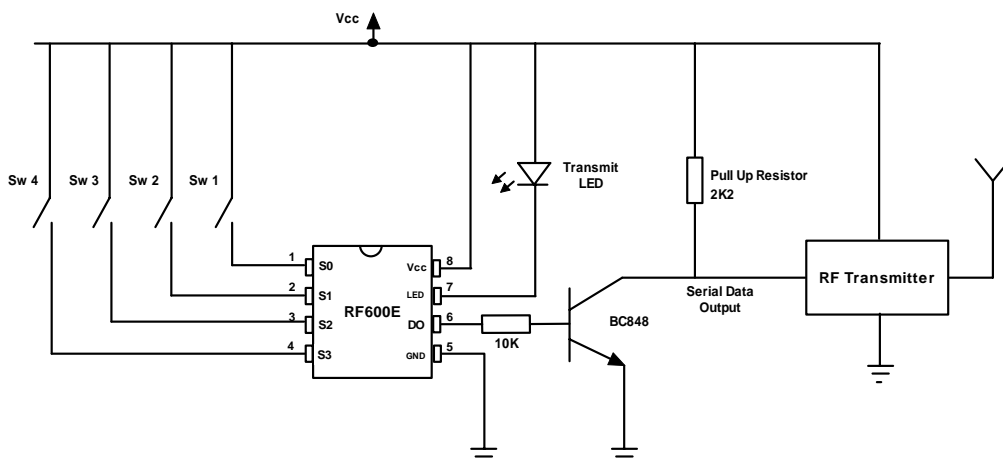 Vcc
Sw 4
Sw 3
Sw 2
Sw 1
Transmit
LED
Pull Up Resistor
2K2
1
S0
Vcc
8
2
S1
LED
7
RF600E
3
S2
DO
6
4
S3
GND
5
10K
BC848
Serial Data
Output
RF Transmitter